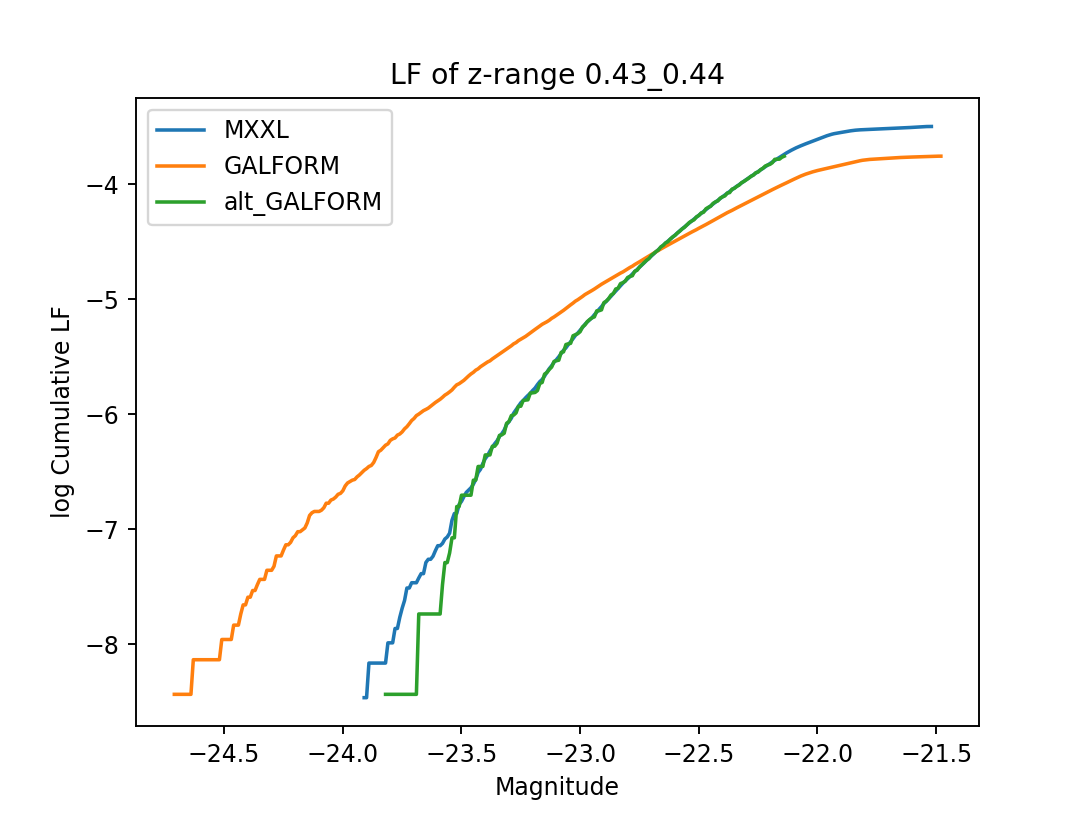 LF of z-range 0.43_0.44
MXXL
GALFORM
alt_GALFORM
log Cumulative LF
−4
−5
−6
−7
−8
−24.5
−24.0
−23.5
−23.0
−22.5
−22.0
−21.5
Magnitude